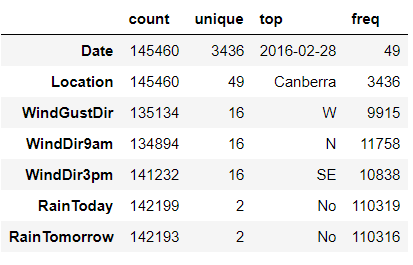 count unique top freq
Date 145460 3436 2016-02-28 49
Location 145460 49 Canberra 3436
WindGustDir 135134 16 W 9915
WindDir9am 134894 16 N 11758
WindDir3pm 141232 16 SE 10838
RainToday 142199 2 No 110319
RainTomorrow 142193 2 No 110316